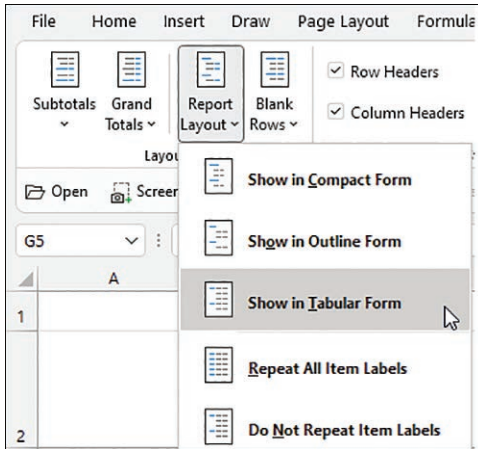 File Home Insert Draw Page Layout Formula
Subtotals Grand Totals Report Layout Blank Rows
Row Headers
Column Headers
Layou
Open Screer
G5
A
1
2
Show in Compact Form
Show in Outline Form
Show in Tabular Form
Repeat All Item Labels
Do Not Repeat Item Labels